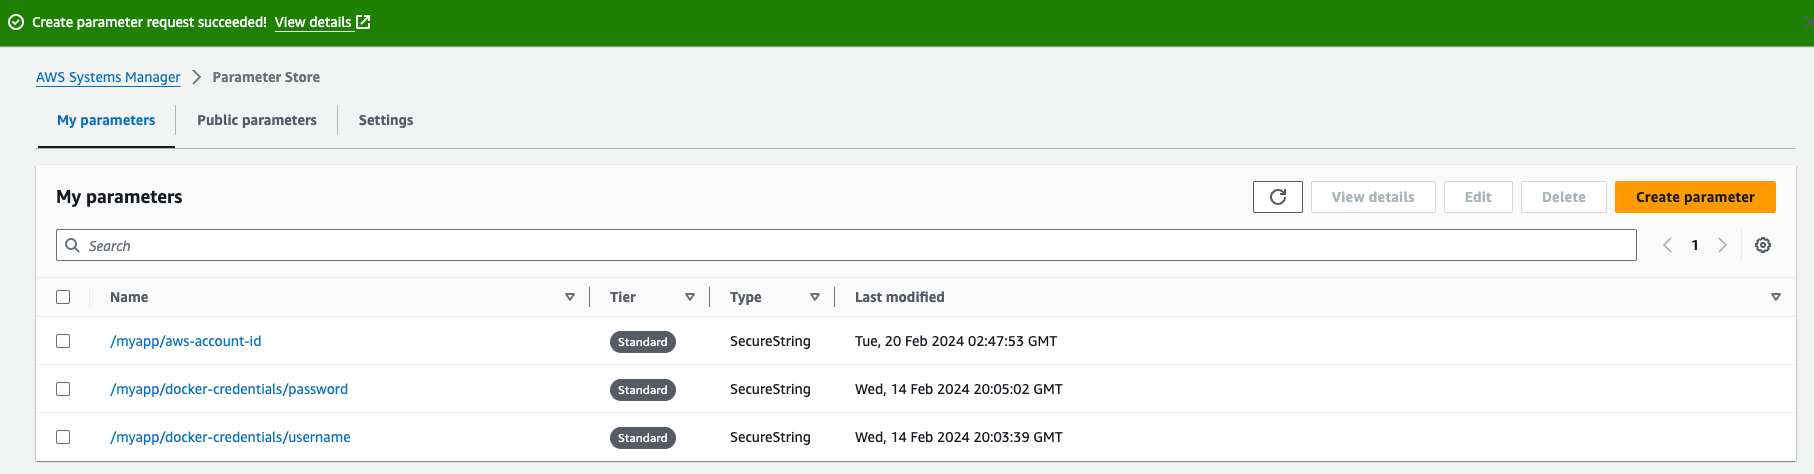 Create parameter request succeeded! View details
AWS Systems Manager Parameter Store
My parameters Public parameters Settings
My parameters View details Edit Delete Create parameter
Search 1
Name Tier Type Last modified
/myapp/aws-account-id Standard SecureString Tue, 20 Feb 2024 02:47:53 GMT
/myapp/docker-credentials/password Standard SecureString Wed, 14 Feb 2024 20:05:02 GMT
/myapp/docker-credentials/username Standard SecureString Wed, 14 Feb 2024 20:03:39 GMT